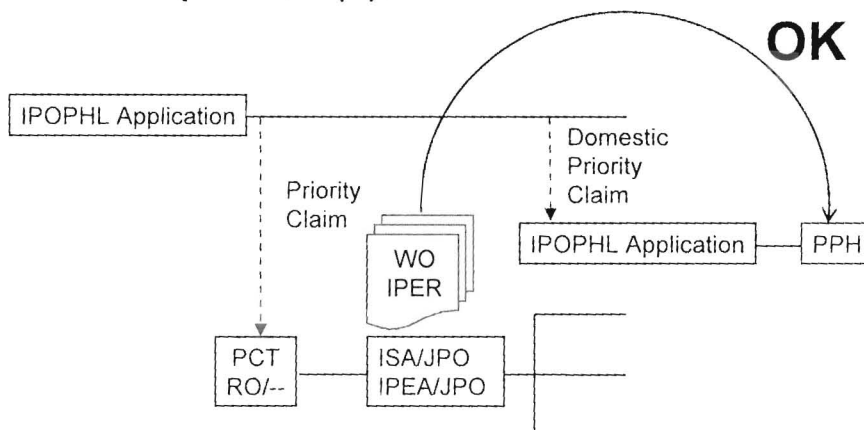 OK
IPOPHL Application
Domestic
Priority
Claim
Priority
Claim
IPOPHL Application
PPH
WO
IPER
PCT
RO/--
ISA/JPO
IPEA/JPO